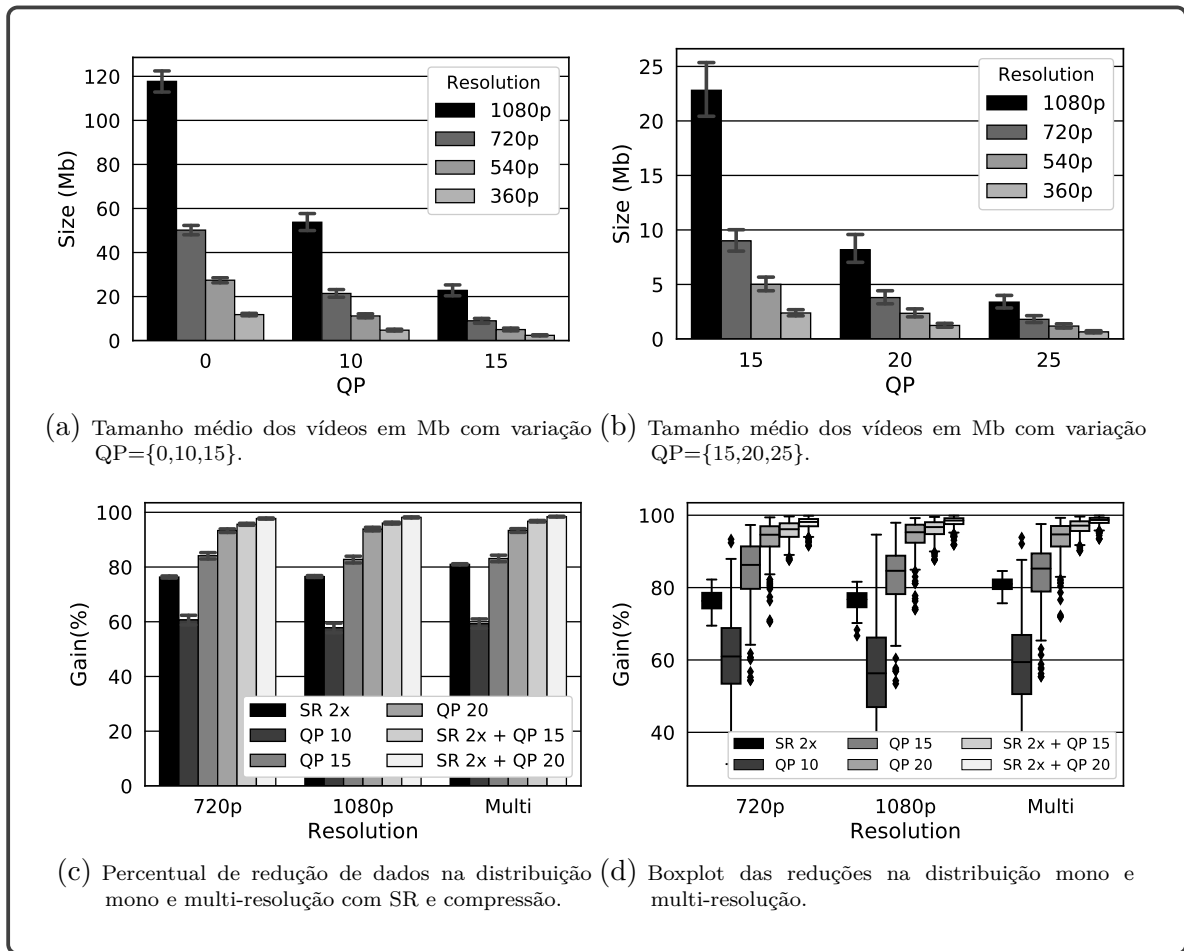 120
100
80
60
40
20
0
Size (Mb)
Resolution
1080p
720p
540p
360p
0 10 15
QP
25
20
15
10
5
0
Size (Mb)
Resolution
1080p
720p
540p
360p
15 20 25
QP
(a) Tamanho médio dos vídeos em Mb com variação
QP={0,10,15}.
(b) Tamanho médio dos vídeos em Mb com variação
QP={15,20,25}.
100
80
60
40
20
0
Gain(%)
SR 2x
QP 10
QP 15
QP 20
SR 2x + QP 15
SR 2x + QP 20
720p 1080p Multi
Resolution
100
80
60
40
Gain(%)
SR 2x
QP 10
QP 15
QP 20
SR 2x + QP 15
SR 2x + QP 20
720p 1080p Multi
Resolution
(c) Percentual de redução de dados na distribuição
mono e multi-resolução com SR e compressão.
(d) Boxplot das reduções na distribuição mono e
multi-resolução.